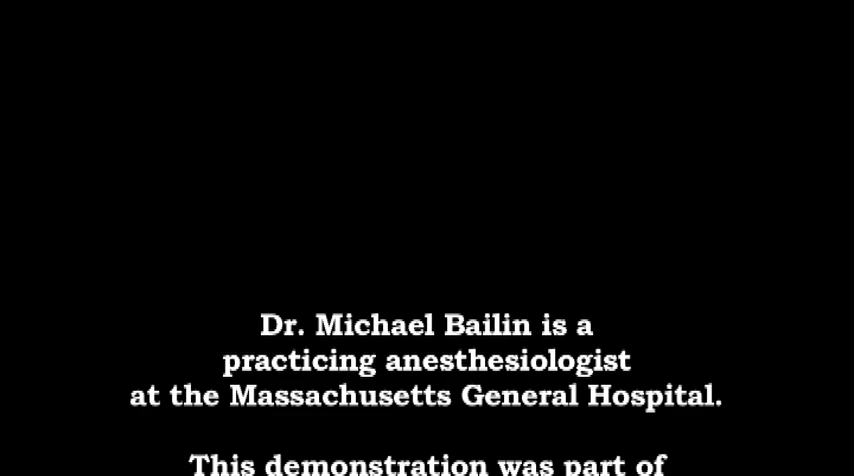 Dr. Michael Bailin is a
practicing anesthesiologist
at the Massachusetts General Hospital.
This demonstration was part of